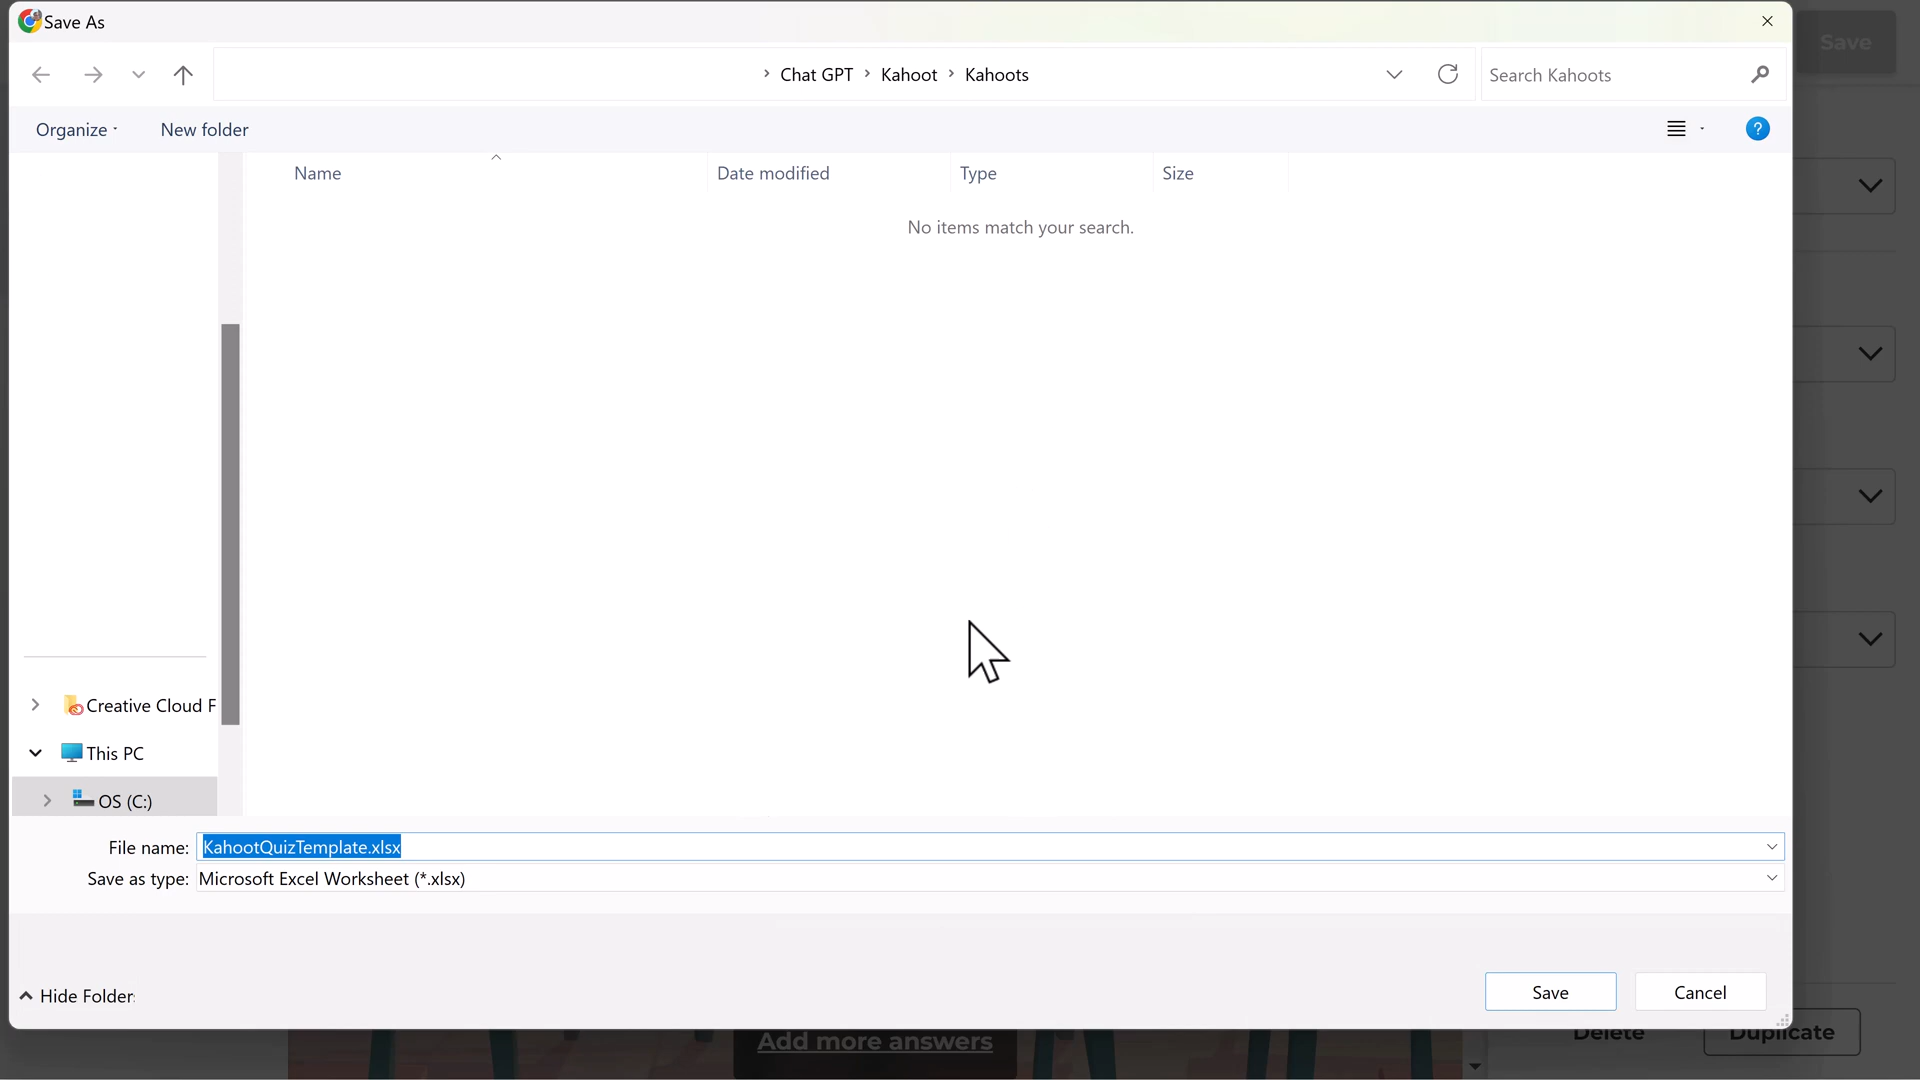 Save As
Save
Chat GPT > Kahoot > Kahoots
Search Kahoots
Organize
New folder
?
Name
Date modified
Type
Size
No items match your search.
Creative Cloud F
This PC
OS (C:)
File name: KahootQuizTemplate.xlsx
Save as type: Microsoft Excel Worksheet (*.xlsx)
Hide Folder
Save
Cancel
Add more answers
Delete
Duplicate